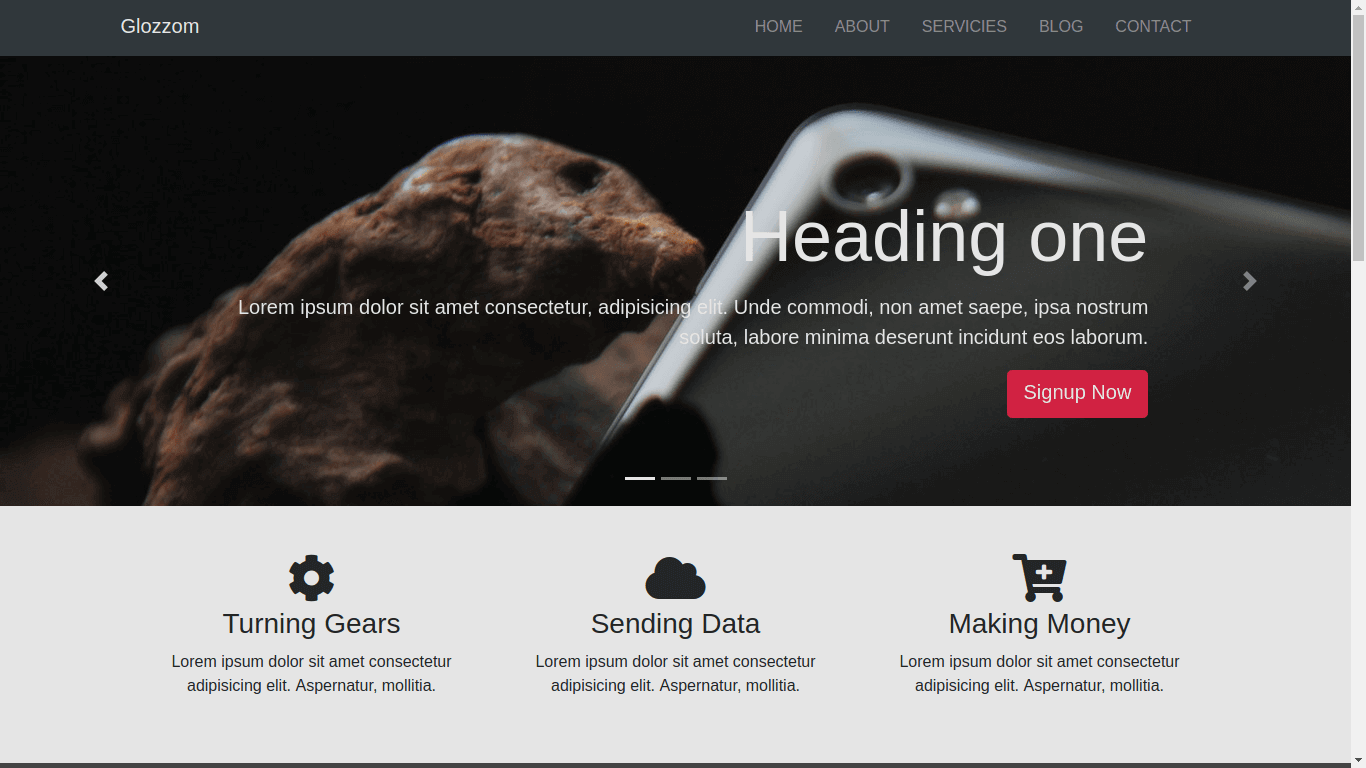 Glozzom
HOME ABOUT SERVICIES BLOG CONTACT
Heading one
Lorem ipsum dolor sit amet consectetur, adipisicing elit. Unde commodi, non amet saepe, ipsa nostrum
soluta, labore minima deserunt incidunt eos laborum.
Signup Now
Turning Gears
Lorem ipsum dolor sit amet consectetur
adipisicing elit. Aspernatur, mollitia.
Sending Data
Lorem ipsum dolor sit amet consectetur
adipisicing elit. Aspernatur, mollitia.
Making Money
Lorem ipsum dolor sit amet consectetur
adipisicing elit. Aspernatur, mollitia.